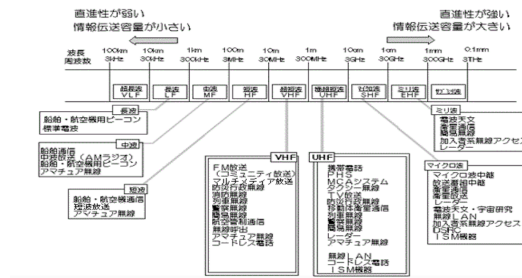 直進性が弱い
情報伝送容量が小さい
直進性が強い
情報伝送容量が大きい
波長 100km 10km 1km 100m 10m 1m 100mm 10mm 1mm 0.1mm
周波数 3kHz 30kHz 300kHz 3MHz 30MHz 300MHz 3GHz 30GHz 300GHz 3THz
超長波 VLF
長波 LF
中波 MF
短波 HF
超短波 VHF
極超短波 UHF
SHF
ミリ波 EHF
長波
船舶・航空機用ビーコン
標準電波
中波
船舶通信
中波放送(AMラジオ)
船舶・航空機用ビーコン
アマチュア無線
短波
船舶・航空機通信
短波放送
アマチュア無線
VHF
FM放送
(コミュニティ放送)
マルチメディア放送
防災行政無線
消防無線
列車無線
警察無線
簡易無線
航空管制通信
無線呼出
アマチュア無線
コードレス電話
UHF
携帯電話
PHS
MCAシステム
タクシー無線
TV放送
防災行政無線
移動体衛星通信
列車無線
警察無線
簡易無線
レーダー
アマチュア無線
無線LAN
コードレス電話
ISM機器
ミリ波
電波天文
衛星通信
簡易無線
加入者系無線アクセス
レーダー
マイクロ波
マイクロ波中継
放送番組中継
衛星通信
衛星放送
レーダー
電波天文・宇宙研究
無線LAN
加入者系無線アクセス
DSRC
ISM機器